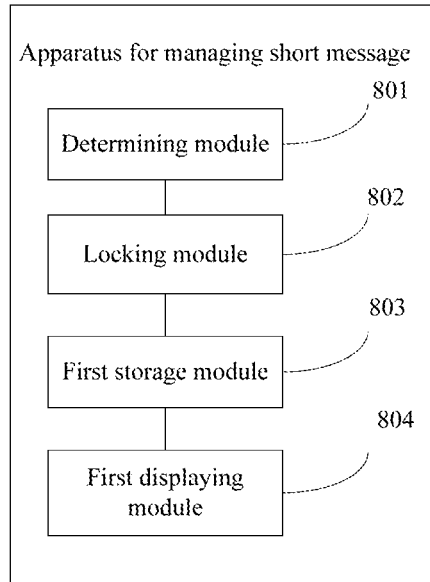 Apparatus for managing short message
801
Determining module
802
Locking module
803
First storage module
804
First displaying
module